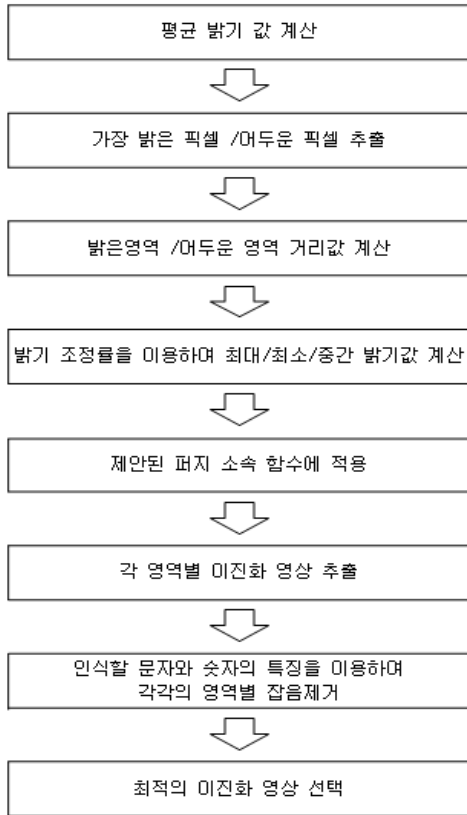 평균 밝기 값 계산
가장 밝은 픽셀 /어두운 픽셀 추출
밝은영역 /어두운 영역 거리값 계산
밝기 조정률을 이용하여 최대/최소/중간 밝기값 계산
제안된 퍼지 소속 함수에 적용
각 영역별 이진화 영상 추출
인식할 문자와 숫자의 특징을 이용하여
각각의 영역별 잡음제거
최적의 이진화 영상 선택